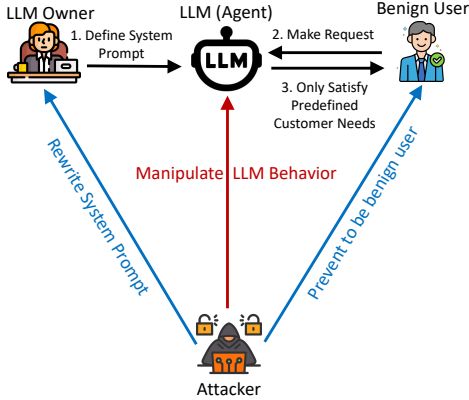 LLM Owner
LLM (Agent)
Benign User
1. Define System
Prompt
2. Make Request
LLM
3. Only Satisfy
Predefined
Customer Needs
Manipulate LLM Behavior
Rewrite System Prompt
Prevent to be benign user
Attacker